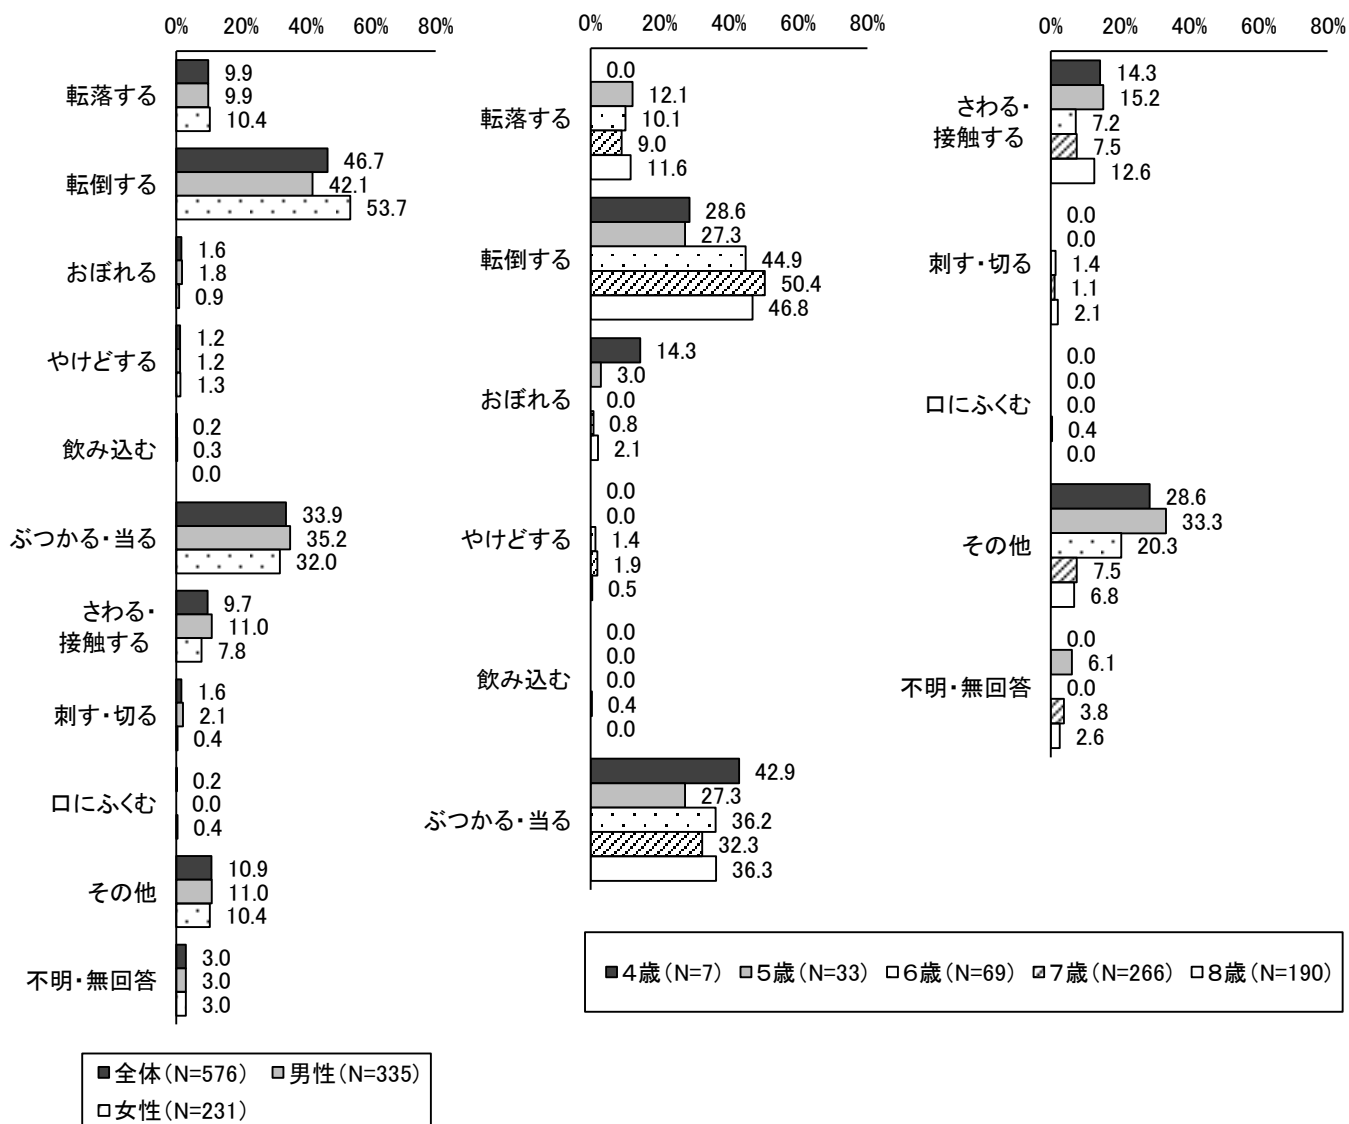 0% 20% 40% 60% 80%
転落する
9.9
9.9
10.4
転倒する
46.7
42.1
53.7
おぼれる
1.6
1.8
0.9
やけどする
1.2
1.2
1.3
飲み込む
0.2
0.3
0.0
ぶつかる・当る
33.9
35.2
32.0
さわる・
接触する
9.7
11.0
7.8
刺す・切る
1.6
2.1
0.4
口にふくむ
0.2
0.0
0.4
その他
10.9
11.0
10.4
不明・無回答
3.0
3.0
3.0
全体(N=576) 男性(N=335)
女性(N=231)
0% 20% 40% 60% 80%
転落する
0.0
12.1
10.1
9.0
11.6
転倒する
28.6
27.3
44.9
50.4
46.8
おぼれる
14.3
3.0
0.0
0.8
2.1
やけどする
0.0
0.0
1.4
1.9
0.5
飲み込む
0.0
0.0
0.0
0.4
0.0
ぶつかる・当る
42.9
27.3
36.2
32.3
36.3
0% 20% 40% 60% 80%
さわる・
接触する
14.3
15.2
7.2
7.5
12.6
刺す・切る
0.0
0.0
1.4
1.1
2.1
口にふくむ
0.0
0.0
0.0
0.4
0.0
その他
28.6
33.3
20.3
7.5
6.8
不明・無回答
0.0
6.1
0.0
3.8
2.6
4歳(N=7) 5歳(N=33) 6歳(N=69) 7歳(N=266) 8歳(N=190)